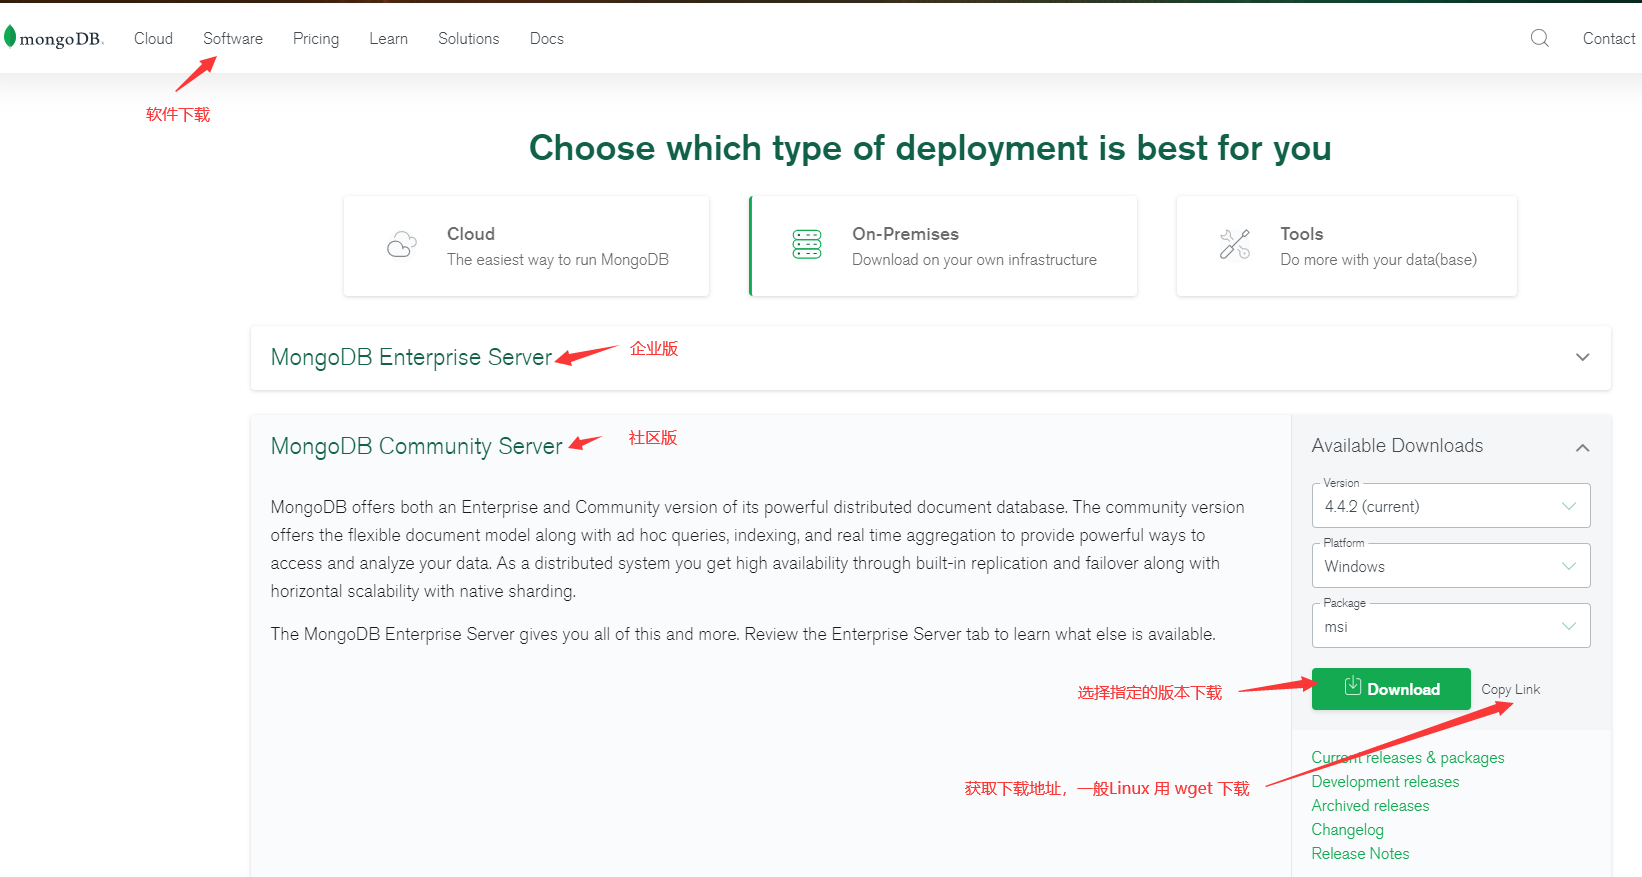 mongoDB.
Cloud
Software
Pricing
Learn
Solutions
Docs
Contact
软件下载
Choose which type of deployment is best for you
Cloud
The easiest way to run MongoDB
On-Premises
Download on your own infrastructure
Tools
Do more with your data(base)
MongoDB Enterprise Server
企业版
MongoDB Community Server
社区版
MongoDB offers both an Enterprise and Community version of its powerful distributed document database. The community version
offers the flexible document model along with ad hoc queries, indexing, and real time aggregation to provide powerful ways to
access and analyze your data. As a distributed system you get high availability through built-in replication and failover along with
horizontal scalability with native sharding.
The MongoDB Enterprise Server gives you all of this and more. Review the Enterprise Server tab to learn what else is available.
Available Downloads
Version
4.4.2 (current)
Platform
Windows
Package
msi
选择指定的版本下载
Download
Copy Link
获取下载地址，一般Linux 用 wget 下载
Current releases & packages
Development releases
Archived releases
Changelog
Release Notes